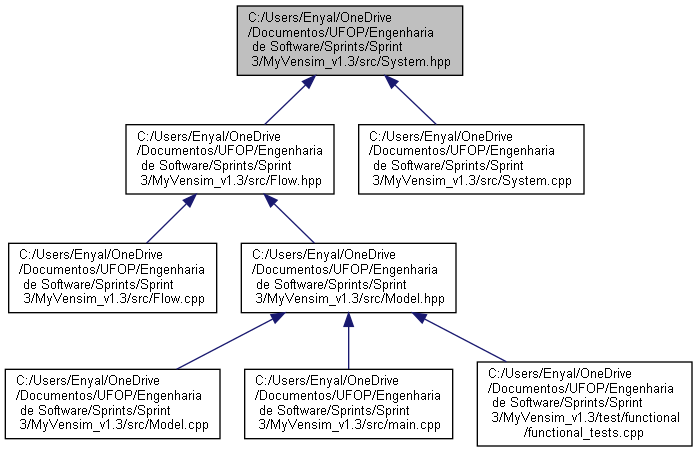 C:/Users/Enyal/OneDrive
/Documentos/UFOP/Engenharia
de Software/Sprints/Sprint
3/MyVensim_v1.3/src/System.hpp
C:/Users/Enyal/OneDrive
/Documentos/UFOP/Engenharia
de Software/Sprints/Sprint
3/MyVensim_v1.3/src/Flow.hpp
C:/Users/Enyal/OneDrive
/Documentos/UFOP/Engenharia
de Software/Sprints/Sprint
3/MyVensim_v1.3/src/System.cpp
C:/Users/Enyal/OneDrive
/Documentos/UFOP/Engenharia
de Software/Sprints/Sprint
3/MyVensim_v1.3/src/Flow.cpp
C:/Users/Enyal/OneDrive
/Documentos/UFOP/Engenharia
de Software/Sprints/Sprint
3/MyVensim_v1.3/src/Model.hpp
C:/Users/Enyal/OneDrive
/Documentos/UFOP/Engenharia
de Software/Sprints/Sprint
3/MyVensim_v1.3/src/Model.cpp
C:/Users/Enyal/OneDrive
/Documentos/UFOP/Engenharia
de Software/Sprints/Sprint
3/MyVensim_v1.3/src/main.cpp
C:/Users/Enyal/OneDrive
/Documentos/UFOP/Engenharia
de Software/Sprints/Sprint
3/MyVensim_v1.3/test/functional
/functional_tests.cpp